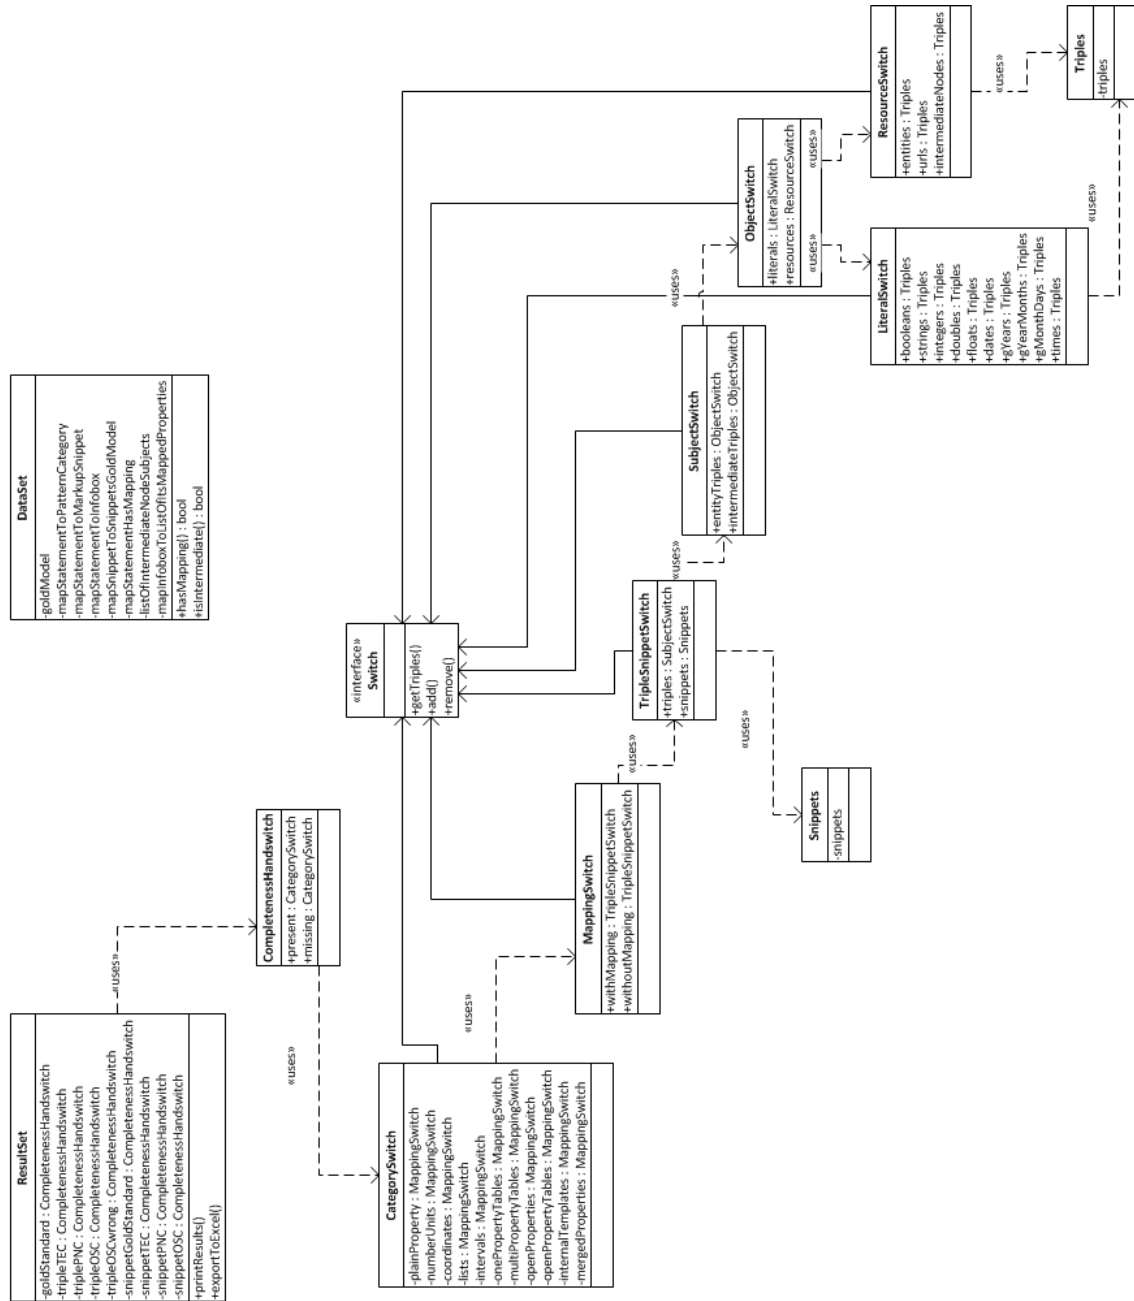 DataSet
-goldModel
-mapStatementToPatternCategory
-mapStatementToMarkupSnippet
-mapStatementToInfobox
-mapSnippetToSnippetsGoldModel
-mapStatementHasMapping
-listOfIntermediateNodeSubjects
-mapInfoboxToListOfItsMappedProperties
+hasMapping() : bool
+isIntermediate() : bool
ResultSet
-goldStandard : CompletenessHandswitch
-tripleTEC : CompletenessHandswitch
-triplePNC : CompletenessHandswitch
-tripleOSC : CompletenessHandswitch
-tripleOSCwrong : CompletenessHandswitch
-snippetGoldStandard : CompletenessHandswitch
-snippetTEC : CompletenessHandswitch
-snippetPNC : CompletenessHandswitch
-snippetOSC : CompletenessHandswitch
+printResults()
+exportToExcel()
«uses»
CompletenessHandswitch
+present : CategorySwitch
+missing : CategorySwitch
«uses»
«interface»
Switch
+getTriples()
+add()
+remove()
CategorySwitch
-plainProperty : MappingSwitch
-numberUnits : MappingSwitch
-coordinates : MappingSwitch
-lists : MappingSwitch
-intervals : MappingSwitch
-onePropertyTables : MappingSwitch
-multiPropertyTables : MappingSwitch
-openProperties : MappingSwitch
-openPropertyTables : MappingSwitch
-internalTemplates : MappingSwitch
-mergedProperties : MappingSwitch
«uses»
MappingSwitch
+withMapping : TripleSnippetSwitch
+withoutMapping : TripleSnippetSwitch
«uses»
TripleSnippetSwitch
+triples : SubjectSwitch
+snippets : Snippets
«uses»
«uses»
SubjectSwitch
+entityTriples : ObjectSwitch
+intermediateTriples : ObjectSwitch
«uses»
ObjectSwitch
+literals : LiteralSwitch
+resources : ResourceSwitch
«uses»
«uses»
Snippets
-snippets
LiteralSwitch
+booleans : Triples
+strings : Triples
+integers : Triples
+doubles : Triples
+floats : Triples
+dates : Triples
+gYears : Triples
+gYearMonths : Triples
+gMonthDays : Triples
+times : Triples
«uses»
ResourceSwitch
+entities : Triples
+urls : Triples
+intermediateNodes : Triples
«uses»
Triples
-triples